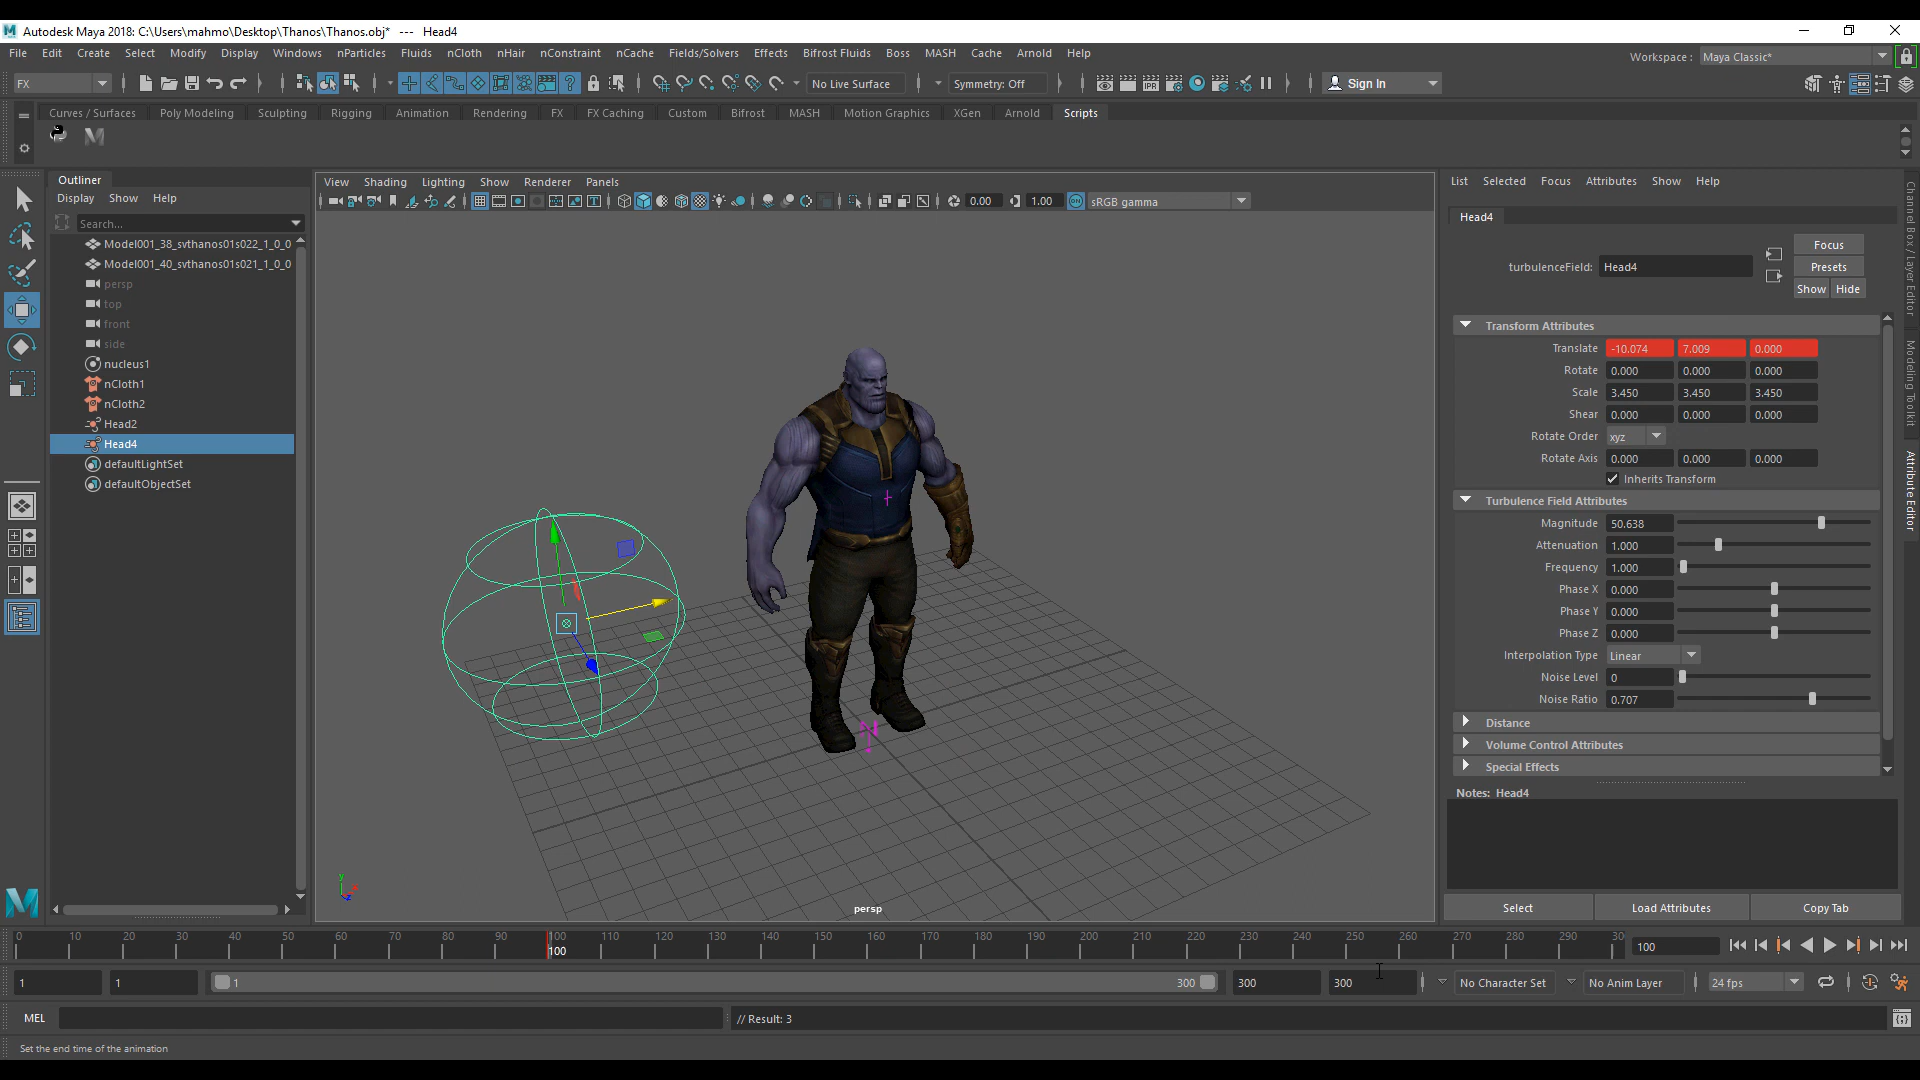 Autodesk Maya 2018: C:\Users\mahmo\Desktop\Thanos\Thanos.obj* --- Head4
File Edit Create Select Modify Display Windows nParticles Fluids nCloth nHair nConstraint nCache Fields/Solvers Effects Bifrost Fluids Boss MASH Cache Arnold Help
Workspace : Maya Classic*
FX No Live Surface Symmetry: Off IPR Sign In
Curves / Surfaces Poly Modeling Sculpting Rigging Animation Rendering FX FX Caching Custom Bifrost MASH Motion Graphics XGen Arnold Scripts
Outliner
Display Show Help
Search...
Model001_38_svthanos01s022_1_0_0
Model001_40_svthanos01s021_1_0_0
persp
top
front
side
nucleus1
nCloth1
nCloth2
Head2
Head4
defaultLightSet
defaultObjectSet
View Shading Lighting Show Renderer Panels
0.00 1.00 ON sRGB gamma
N
y
persp
List Selected Focus Attributes Show Help
Head4
turbulenceField: Head4
Focus
Presets
Show Hide
Transform Attributes
Translate -10.074 7.009 0.000
Rotate 0.000 0.000 0.000
Scale 3.450 3.450 3.450
Shear 0.000 0.000 0.000
Rotate Order xyz
Rotate Axis 0.000 0.000 0.000
Inherits Transform
Turbulence Field Attributes
Magnitude 50.638
Attenuation 1.000
Frequency 1.000
Phase X 0.000
Phase Y 0.000
Phase Z 0.000
Interpolation Type Linear
Noise Level 0
Noise Ratio 0.707
Distance
Volume Control Attributes
Special Effects
Notes: Head4
Select Load Attributes Copy Tab
Channel Box / Layer Editor
Modeling Toolkit
Attribute Editor
0 10 20 30 40 50 60 70 80 90 100 110 120 130 140 150 160 170 180 190 200 210 220 230 240 250 260 270 280 290 30
100
100
1 1 1 300 300 300 No Character Set No Anim Layer 24 fps
MEL // Result: 3
Set the end time of the animation